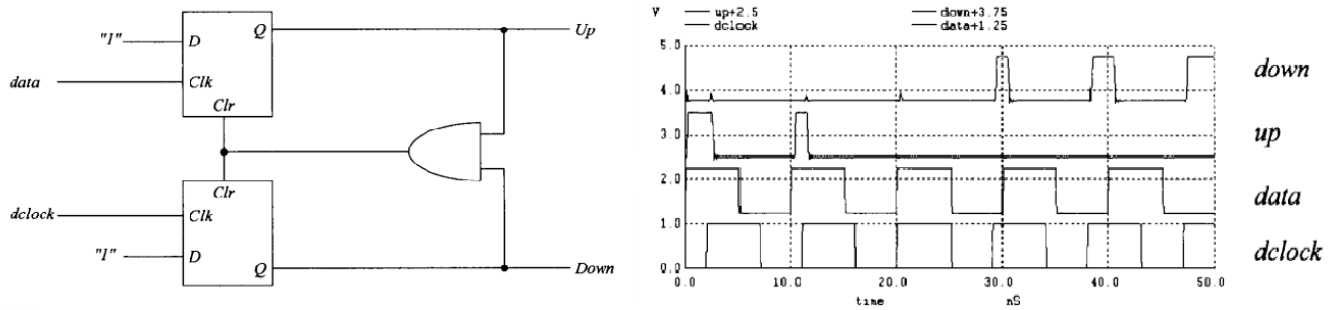 "1"
D
Q
Up
data
Clk
Clr
Clr
dclock
Clk
"1"
D
Q
Down
V
up+2.5
down+3.75
dclock
data+1.25
5.0
down
4.0
up
3.0
2.0
data
1.0
dclock
0.0
0.0 10.0 20.0 30.0 40.0 50.0
time nS